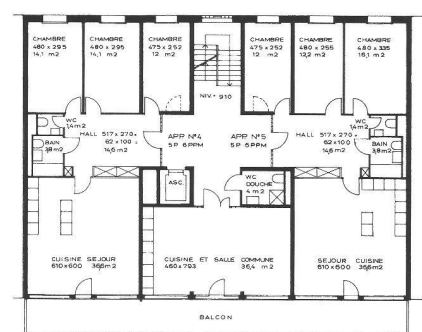 CHAMBRE
480 x 295
14,1 m2
CHAMBRE
480 x 295
14,1 m2
CHAMBRE
475 x 252
12 m2
CHAMBRE
475 x 252
12 m2
CHAMBRE
480 x 255
12,2 m2
CHAMBRE
480 x 335
16,1 m2
NIV. + 910
WC
1,4 m2
HALL 517 x 270 +
62 x 100
14,6 m2
BAIN
3,8 m2
APP. N°4
5P 6PPM
APP. N°5
5P 6PPM
HALL 517 x 270 +
62 x 100
14,6 m2
WC
1,4 m2
BAIN
3,8 m2
ASC.
WC
DOUCHE
4 m2
CUISINE SEJOUR
610 x 600 36,6 m2
CUISINE ET SALLE COMMUNE
460 x 793 36,4 m2
SEJOUR CUISINE
610 x 600 36,6 m2
BALCON